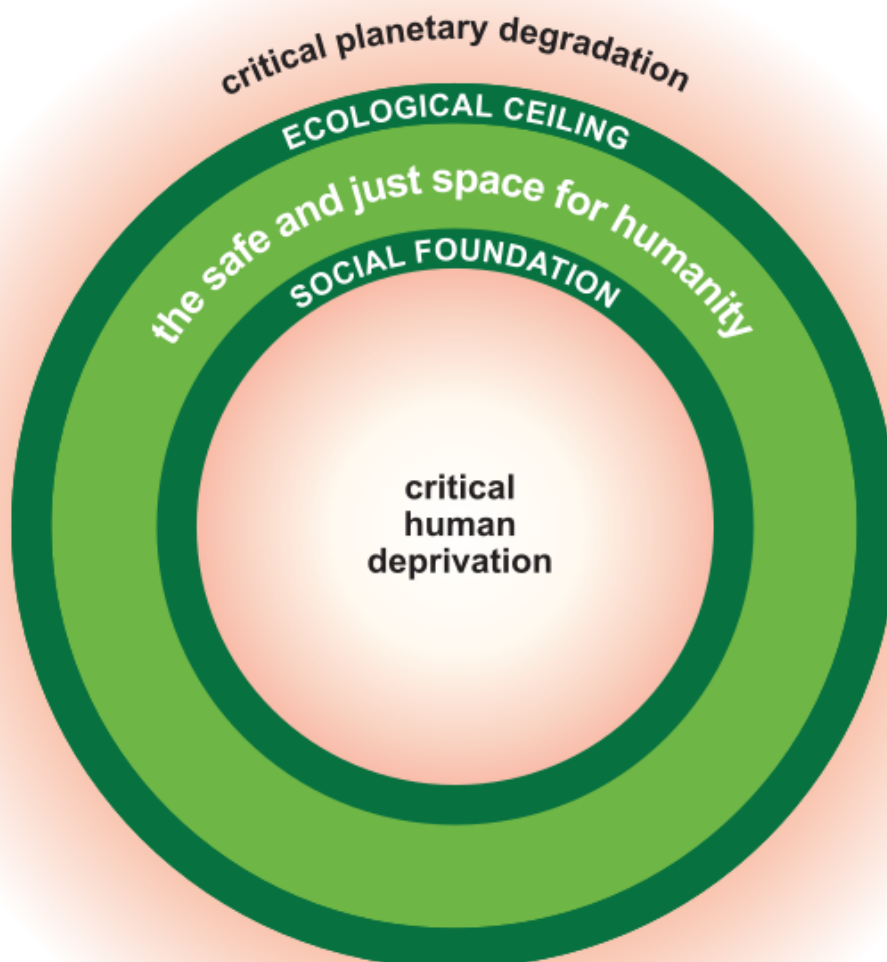 critical planetary degradation
ECOLOGICAL CEILING
the safe and just space for humanity
SOCIAL FOUNDATION
critical
human
deprivation